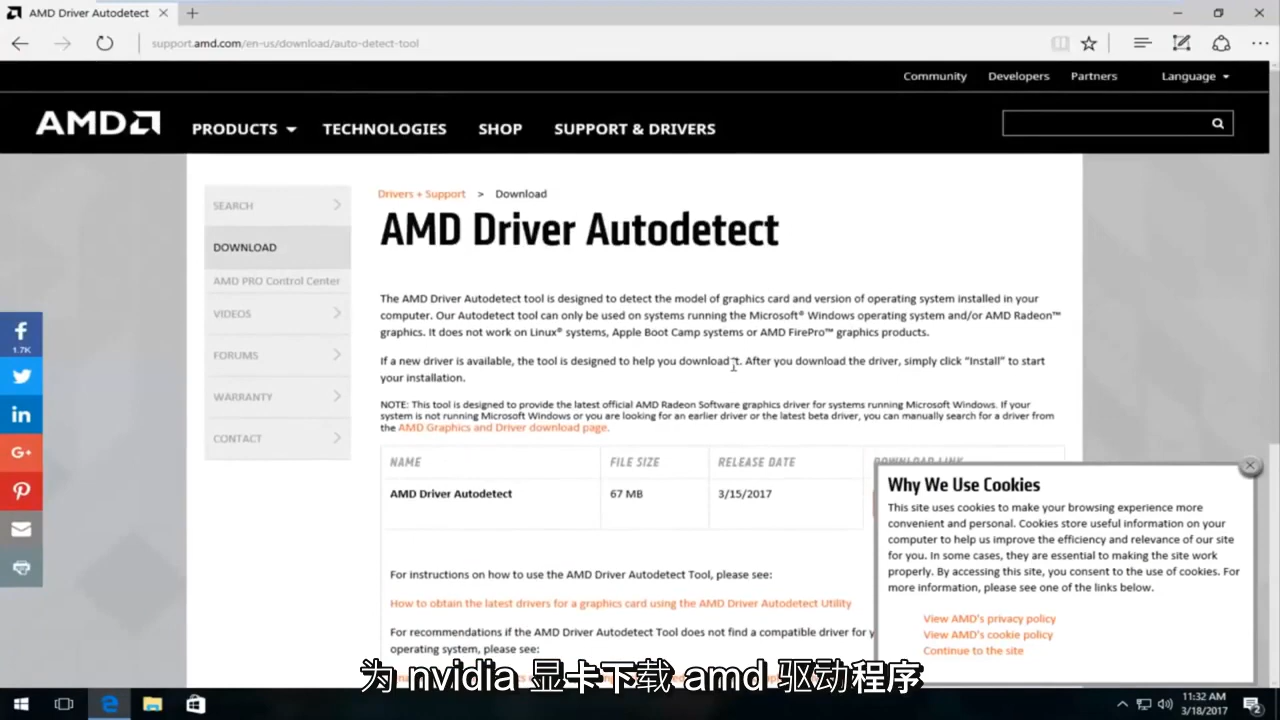 AMD Driver Autodetect
support.amd.com/en-us/download/auto-detect-tool
Community Developers Partners Language
AMD PRODUCTS TECHNOLOGIES SHOP SUPPORT & DRIVERS
SEARCH
DOWNLOAD
AMD PRO Control Center
VIDEOS
FORUMS
WARRANTY
CONTACT
1.7K
Drivers + Support > Download
AMD Driver Autodetect
The AMD Driver Autodetect tool is designed to detect the model of graphics card and version of operating system installed in your
computer. Our Autodetect tool can only be used on systems running the Microsoft® Windows operating system and/or AMD Radeon™
graphics. It does not work on Linux® systems, Apple Boot Camp systems or AMD FirePro™ graphics products.
If a new driver is available, the tool is designed to help you download it. After you download the driver, simply click "Install" to start
your installation.
NOTE: This tool is designed to provide the latest official AMD Radeon Software graphics driver for systems running Microsoft Windows. If your
system is not running Microsoft Windows or you are looking for an earlier driver or the latest beta driver, you can manually search for a driver from
the AMD Graphics and Driver download page.
NAME FILE SIZE RELEASE DATE DOWNLOAD LINK
AMD Driver Autodetect 67 MB 3/15/2017
For instructions on how to use the AMD Driver Autodetect Tool, please see:
How to obtain the latest drivers for a graphics card using the AMD Driver Autodetect Utility
For recommendations if the AMD Driver Autodetect Tool does not find a compatible driver for
operating system, please see:
Why We Use Cookies
This site uses cookies to make your browsing experience more
convenient and personal. Cookies store useful information on your
computer to help us improve the efficiency and relevance of our site
for you. In some cases, they are essential to making the site work
properly. By accessing this site, you consent to the use of cookies. For
more information, please see one of the links below.
View AMD's privacy policy
View AMD's cookie policy
Continue to the site
为 nvidia 显卡下载 amd 驱动程序
11:32 AM
3/18/2017
2